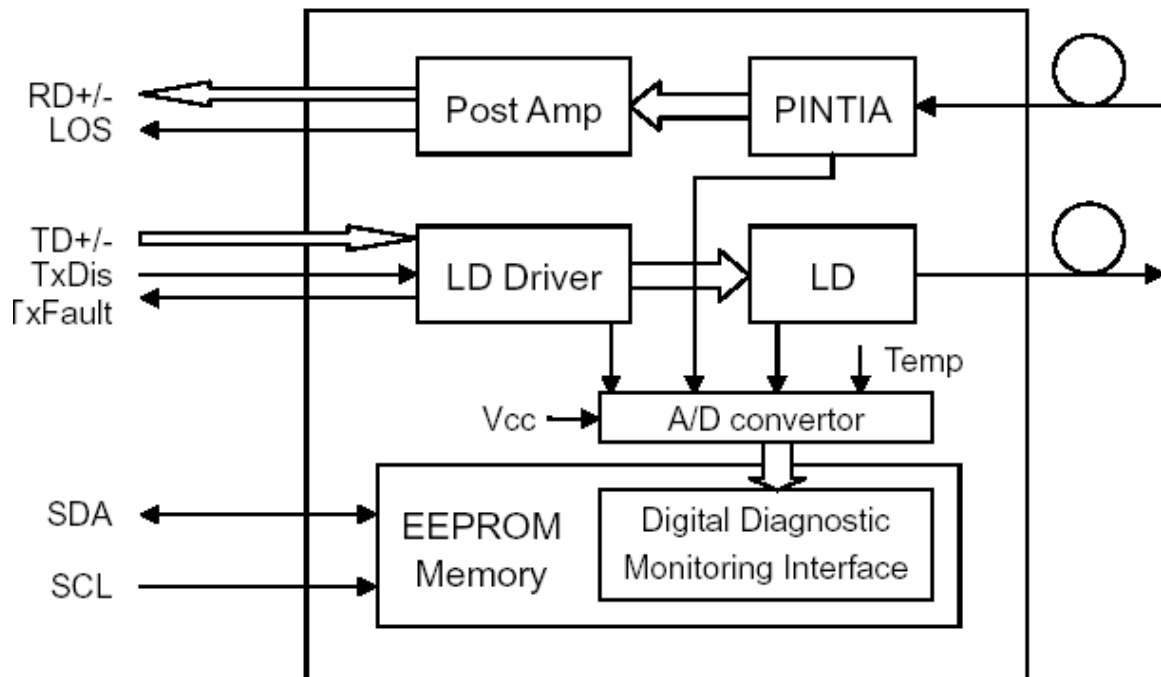 RD+/-
LOS
Post Amp
PINTIA
TD+/-
TxDis
TxFault
LD Driver
LD
Temp
Vcc
A/D convertor
SDA
SCL
EEPROM
Memory
Digital Diagnostic
Monitoring Interface